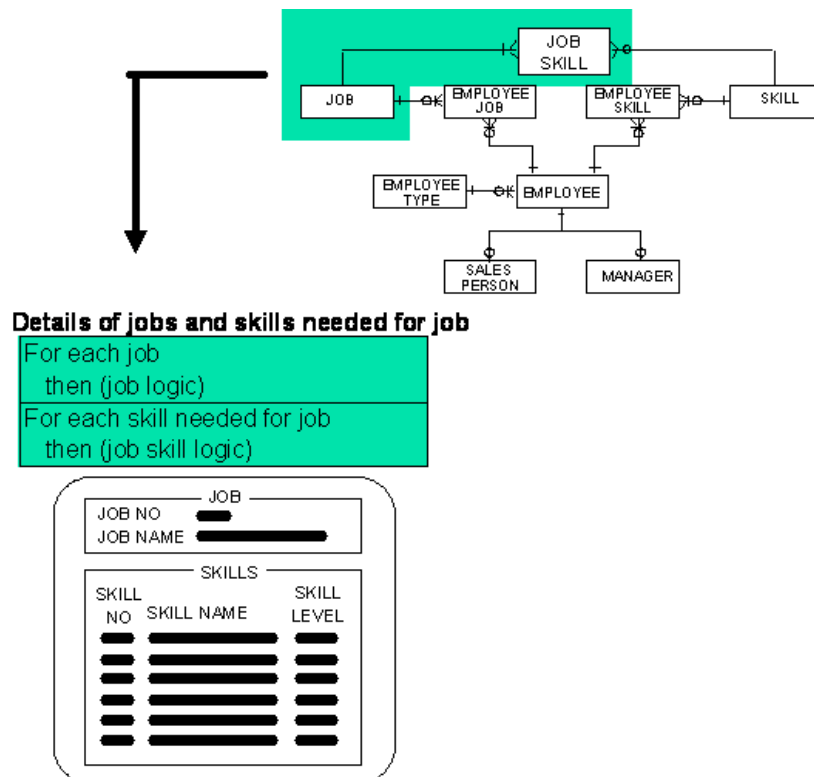 JOB
SKILL
JOB
EMPLOYEE
JOB
EMPLOYEE
SKILL
SKILL
EMPLOYEE
TYPE
EMPLOYEE
SALES
PERSON
MANAGER
Details of jobs and skills needed for job
For each job
then (job logic)
For each skill needed for job
then (job skill logic)
JOB
JOB NO
JOB NAME
SKILLS
SKILL
NO
SKILL NAME
SKILL
LEVEL